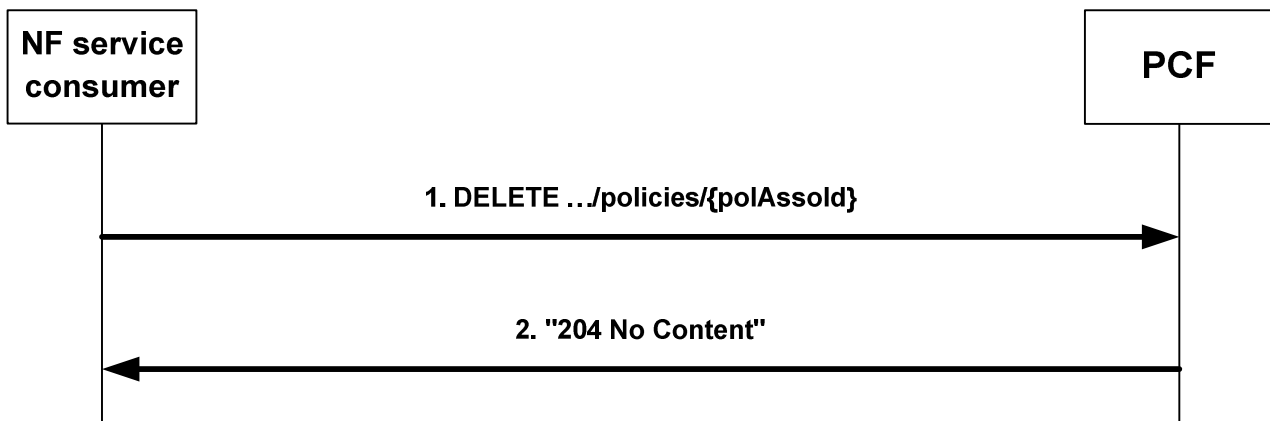 NF service
consumer
PCF
1. DELETE …/policies/{polAssoId}
2. "204 No Content"